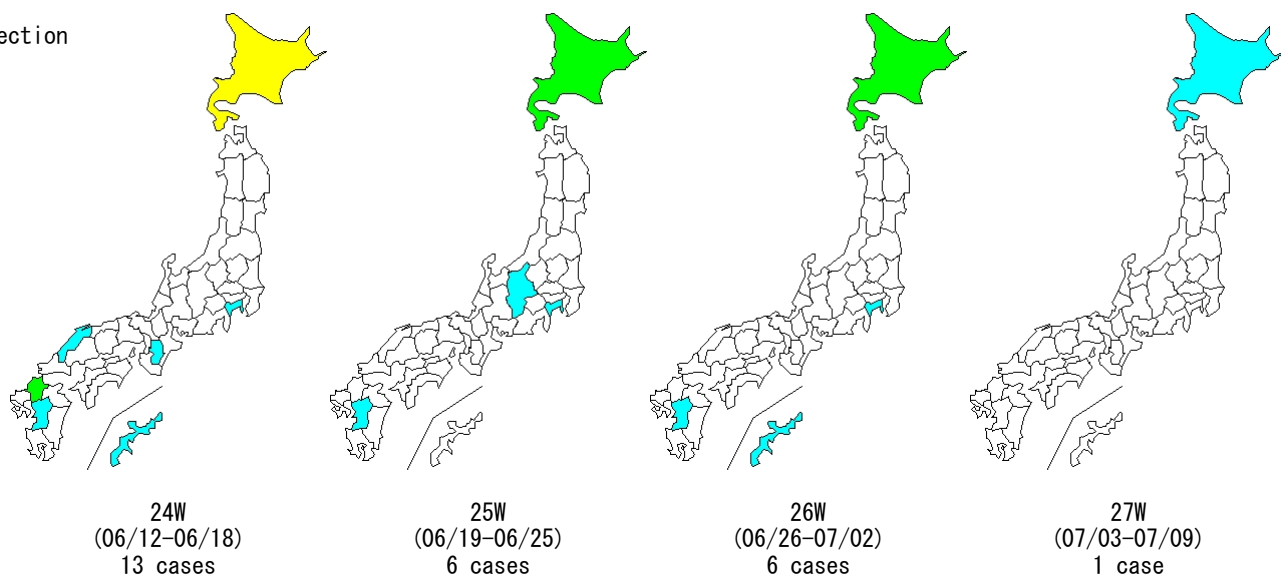 ection
24W
(06/12-06/18)
13 cases
25W
(06/19-06/25)
6 cases
26W
(06/26-07/02)
6 cases
27W
(07/03-07/09)
1 case